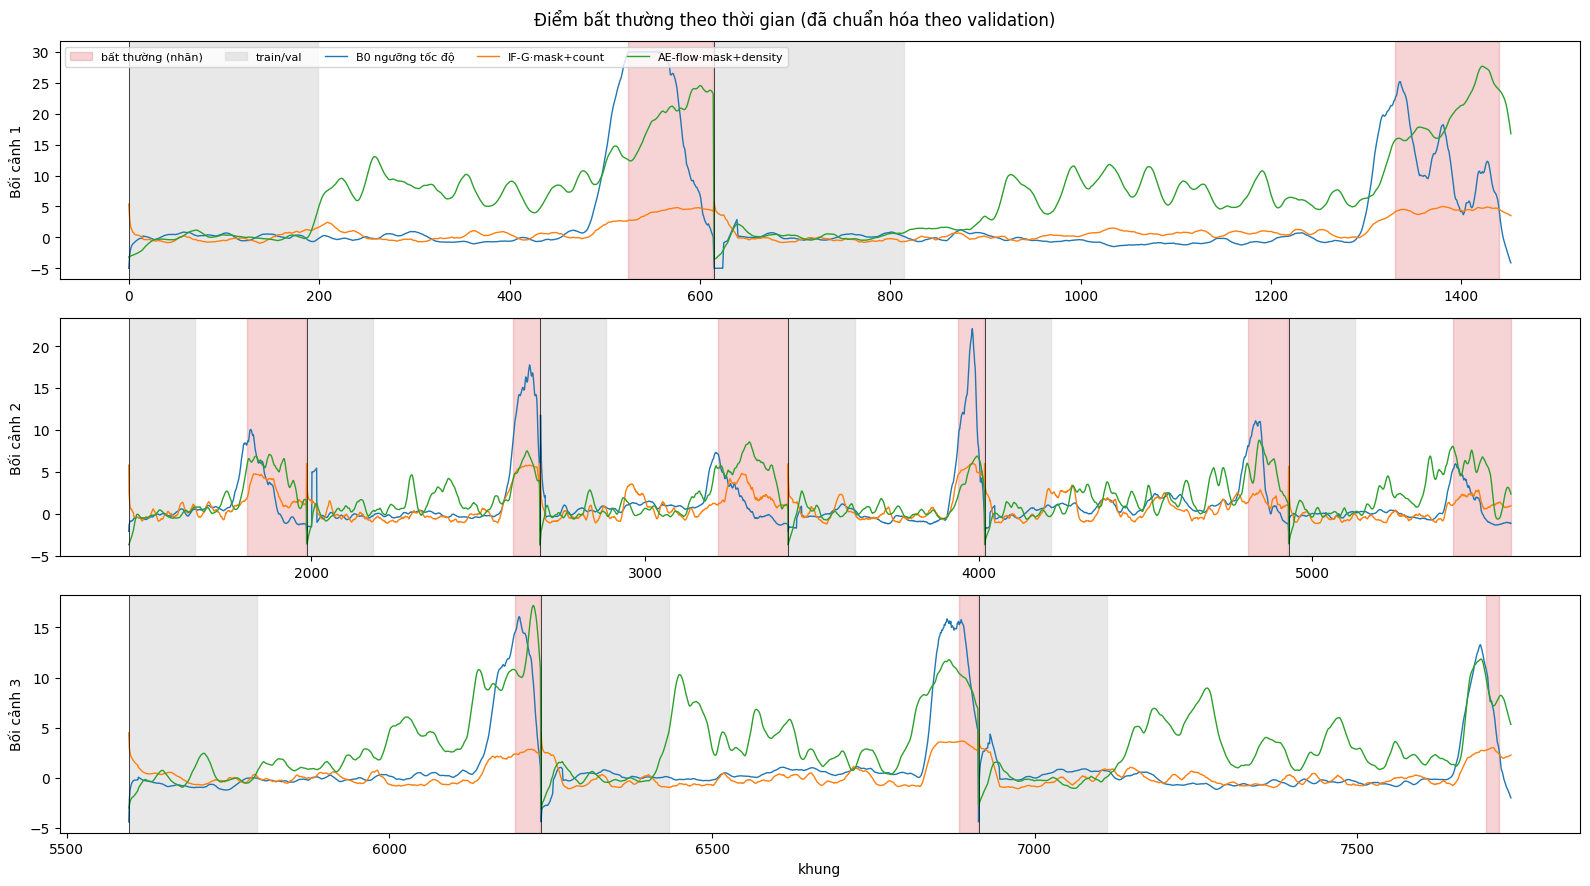 Điểm bất thường theo thời gian (đã chuẩn hóa theo validation)
bất thường (nhãn) train/val B0 ngưỡng tốc độ IF-G·mask+count AE-flow·mask+density
Bối cảnh 1
30
25
20
15
10
5
0
−5
0 200 400 600 800 1000 1200 1400
Bối cảnh 2
20
15
10
5
0
−5
2000 3000 4000 5000
Bối cảnh 3
15
10
5
0
−5
5500 6000 6500 7000 7500
khung